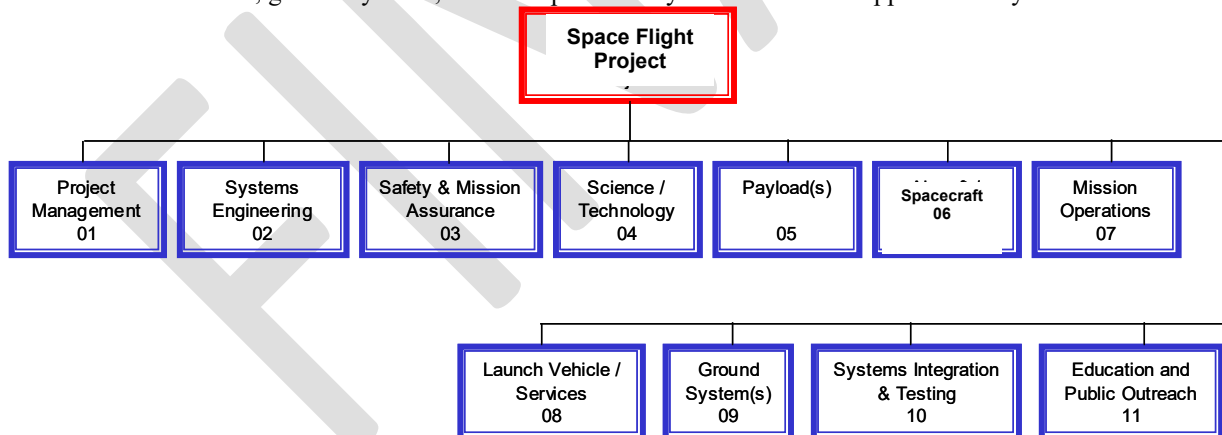 Space Flight
Project
Project
Management
01
Systems
Engineering
02
Safety & Mission
Assurance
03
Science /
Technology
04
Payload(s)
05
Spacecraft
06
Mission
Operations
07
Launch Vehicle /
Services
08
Ground
System(s)
09
Systems Integration
& Testing
10
Education and
Public Outreach
11